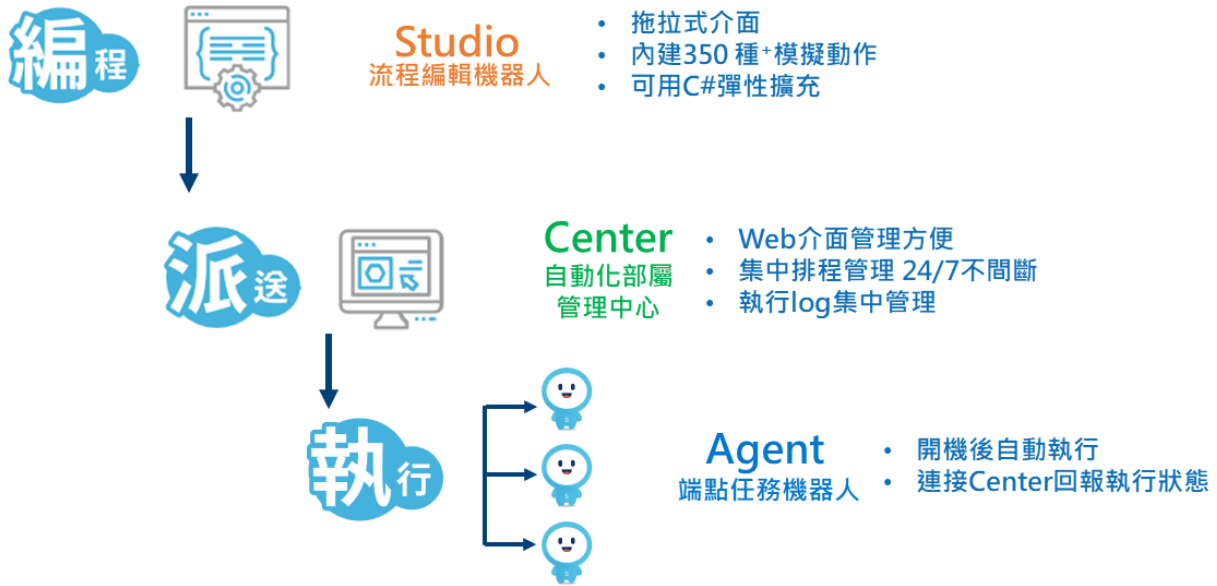 編程
Studio
流程編輯機器人
• 拖拉式介面
• 內建350 種⁺模擬動作
• 可用C#彈性擴充
派送
Center
自動化部屬
管理中心
• Web介面管理方便
• 集中排程管理 24/7不間斷
• 執行log集中管理
執行
Agent
端點任務機器人
• 開機後自動執行
• 連接Center回報執行狀態